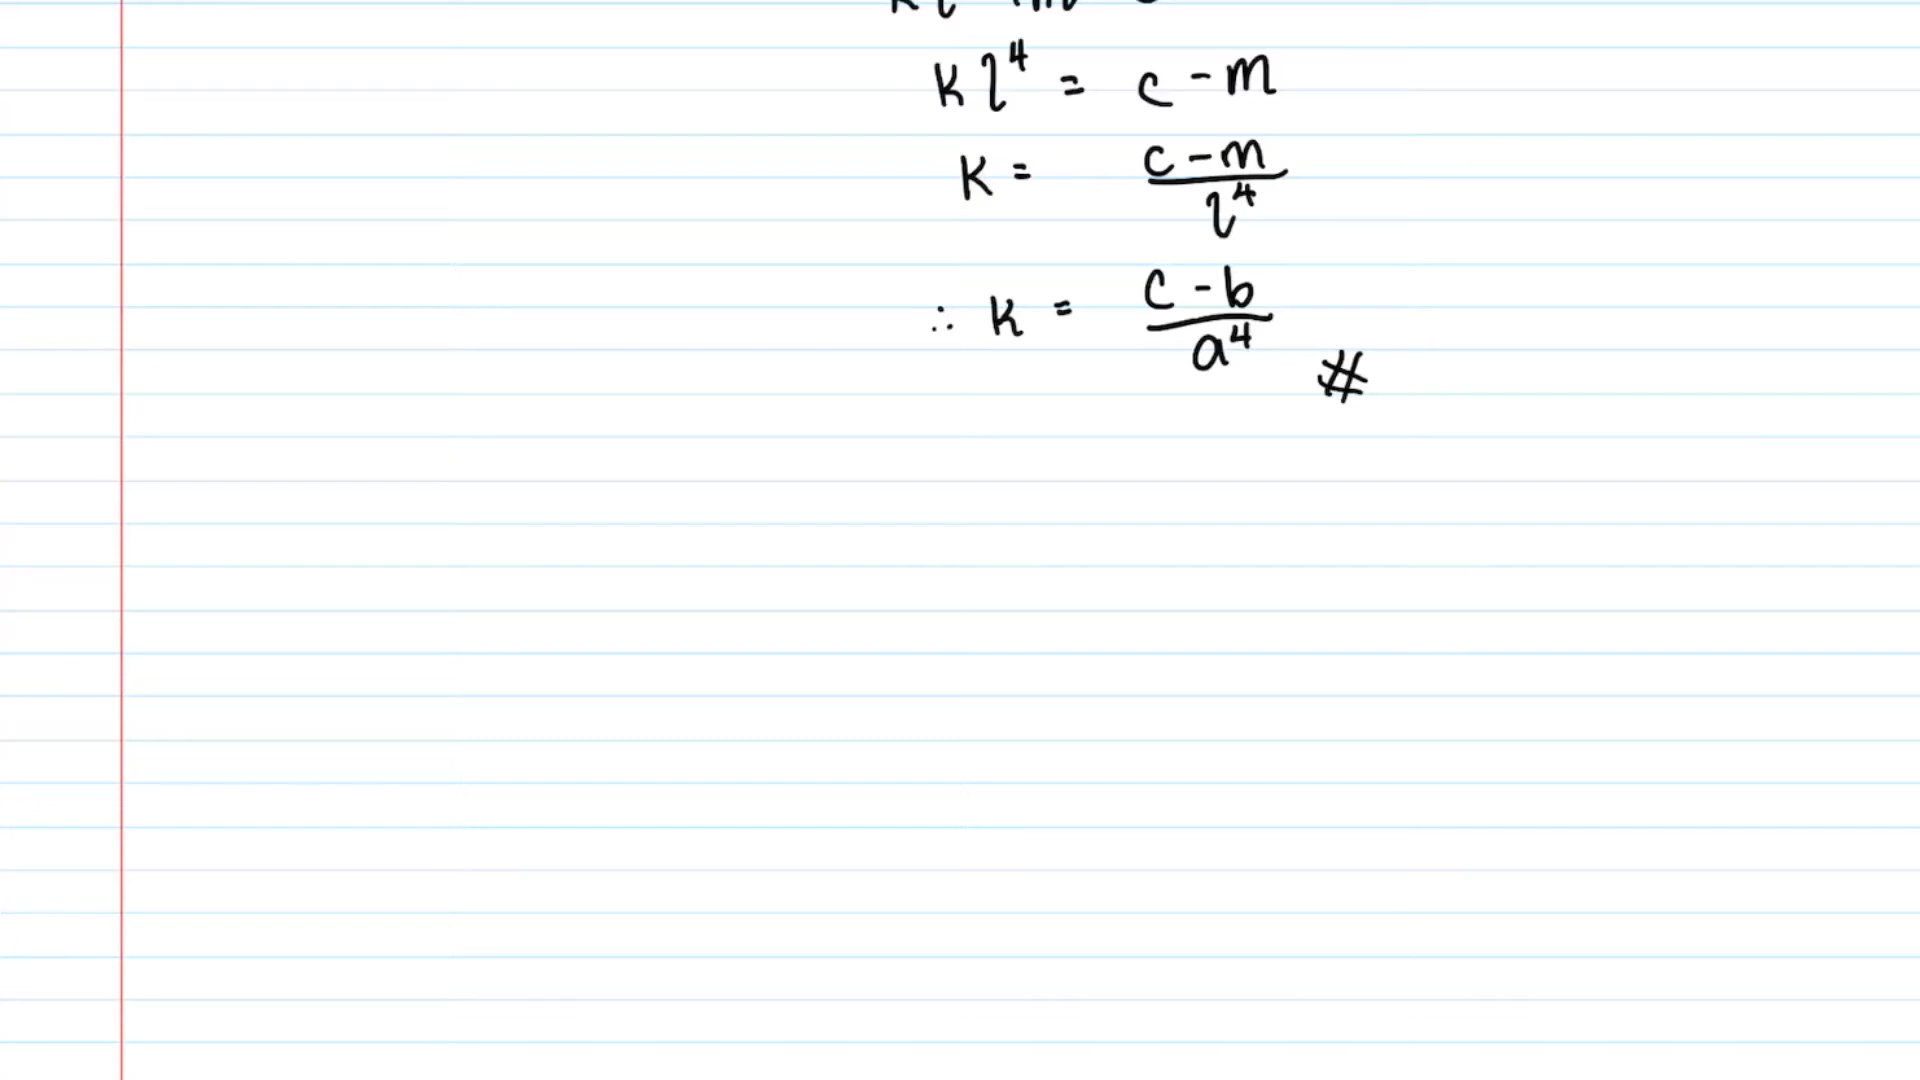 Kl⁴ = c - m
K = (c - m)/l⁴
∴ K = (c - b)/a⁴ #